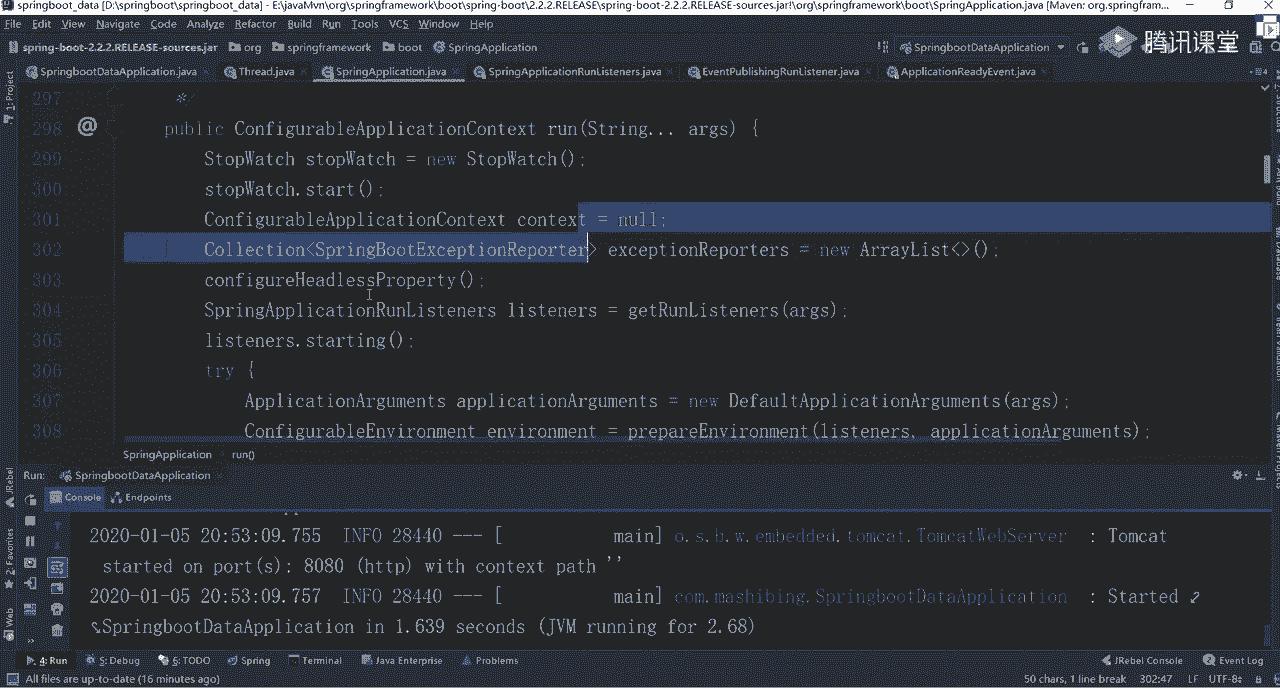 springboot_data [D:\springboot\springboot_data] - E:\javaMvn\org\springframework\boot\spring-boot\2.2.2.RELEASE\spring-boot-2.2.2.RELEASE-sources.jar!\org\springframework\boot\SpringApplication.java [Maven: org.springfram...
File Edit View Navigate Code Analyze Refactor Build Run Tools VCS Window Help
spring-boot-2.2.2.RELEASE-sources.jar org springframework boot SpringApplication SpringbootDataApplication
腾讯课堂
SpringbootDataApplication.java Thread.java SpringApplication.java SpringApplicationRunListeners.java EventPublishingRunListener.java ApplicationReadyEvent.java
1: Project
297 *
298 @ public ConfigurableApplicationContext run(String... args) {
299 StopWatch stopWatch = new StopWatch();
300 stopWatch.start();
301 ConfigurableApplicationContext context = null;
302 Collection<SpringBootExceptionReporter> exceptionReporters = new ArrayList<>();
303 configureHeadlessProperty();
304 SpringApplicationRunListeners listeners = getRunListeners(args);
305 listeners.starting();
306 try {
307 ApplicationArguments applicationArguments = new DefaultApplicationArguments(args);
308 ConfigurableEnvironment environment = prepareEnvironment(listeners, applicationArguments);
SpringApplication run()
Run: SpringbootDataApplication
Console Endpoints
JRebel
2: Favorites
Web
2020-01-05 20:53:09.755 INFO 28440 --- [ main] o.s.b.w.embedded.tomcat.TomcatWebServer : Tomcat
started on port(s): 8080 (http) with context path ''
2020-01-05 20:53:09.757 INFO 28440 --- [ main] com.mashibing.SpringbootDataApplication : Started
SpringbootDataApplication in 1.639 seconds (JVM running for 2.68)
4: Run 5: Debug 6: TODO Spring Terminal Java Enterprise Problems JRebel Console Event Log
All files are up-to-date (16 minutes ago) 50 chars, 1 line break 302:47 LF UTF-8